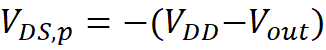 V_{DS,p} = −(V_{DD}−V_{out})